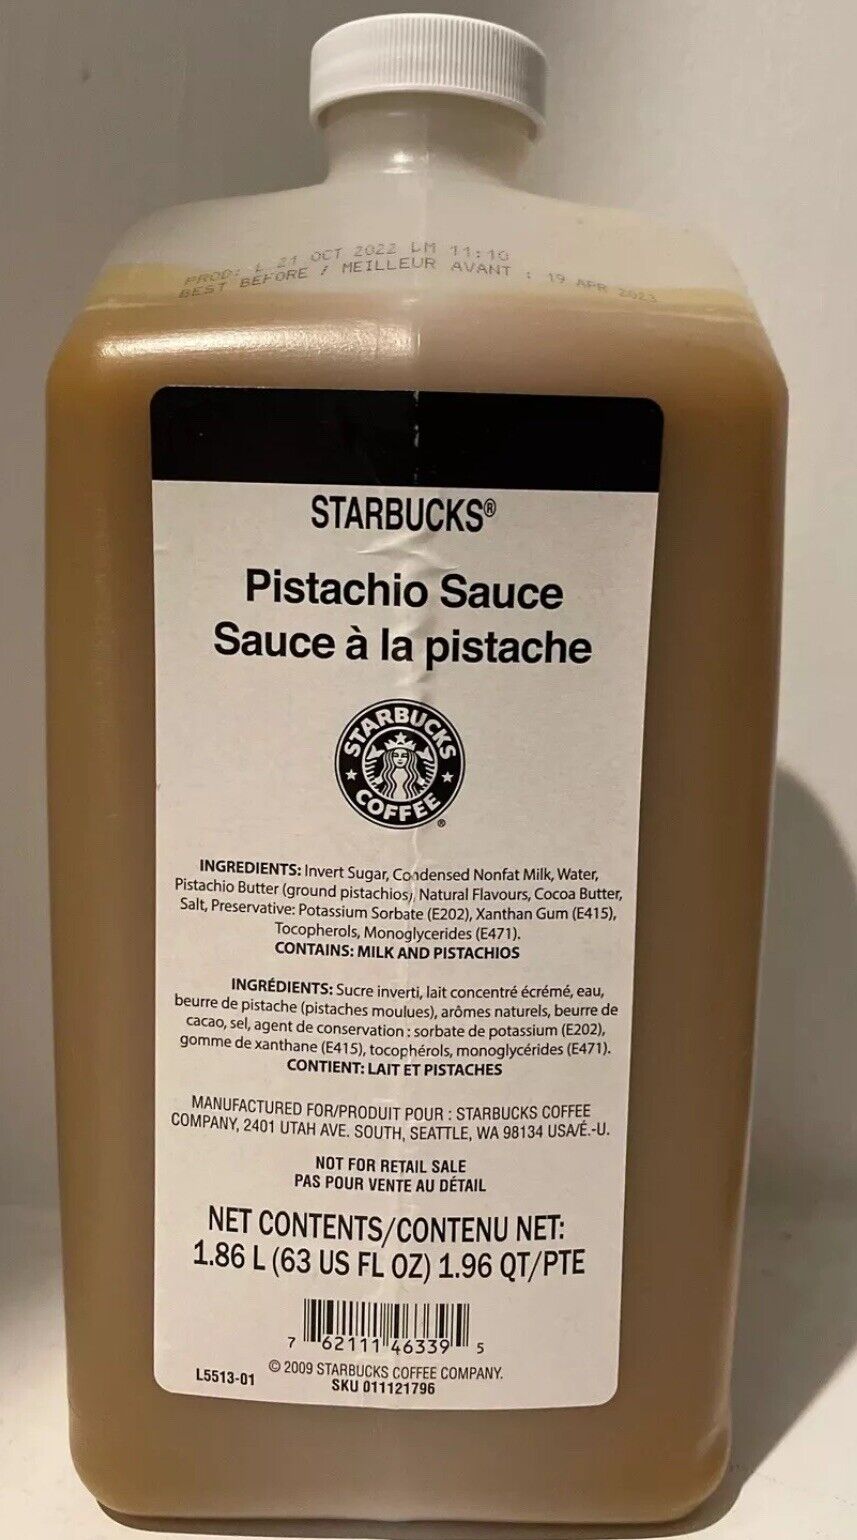 PROD: L 21 OCT 2022 LM 11:10
BEST BEFORE / MEILLEUR AVANT : 19 APR 2023
STARBUCKS®
Pistachio Sauce
Sauce à la pistache
STARBUCKS
COFFEE ®
INGREDIENTS: Invert Sugar, Condensed Nonfat Milk, Water,
Pistachio Butter (ground pistachios), Natural Flavours, Cocoa Butter,
Salt, Preservative: Potassium Sorbate (E202), Xanthan Gum (E415),
Tocopherols, Monoglycerides (E471).
CONTAINS: MILK AND PISTACHIOS
INGRÉDIENTS: Sucre inverti, lait concentré écrémé, eau,
beurre de pistache (pistaches moulues), arômes naturels, beurre de
cacao, sel, agent de conservation : sorbate de potassium (E202),
gomme de xanthane (E415), tocophérols, monoglycérides (E471).
CONTIENT: LAIT ET PISTACHES
MANUFACTURED FOR/PRODUIT POUR : STARBUCKS COFFEE
COMPANY, 2401 UTAH AVE. SOUTH, SEATTLE, WA 98134 USA/É.-U.
NOT FOR RETAIL SALE
PAS POUR VENTE AU DÉTAIL
NET CONTENTS/CONTENU NET:
1.86 L (63 US FL OZ) 1.96 QT/PTE
7 62111 46339 5
© 2009 STARBUCKS COFFEE COMPANY.
L5513-01 SKU 011121796